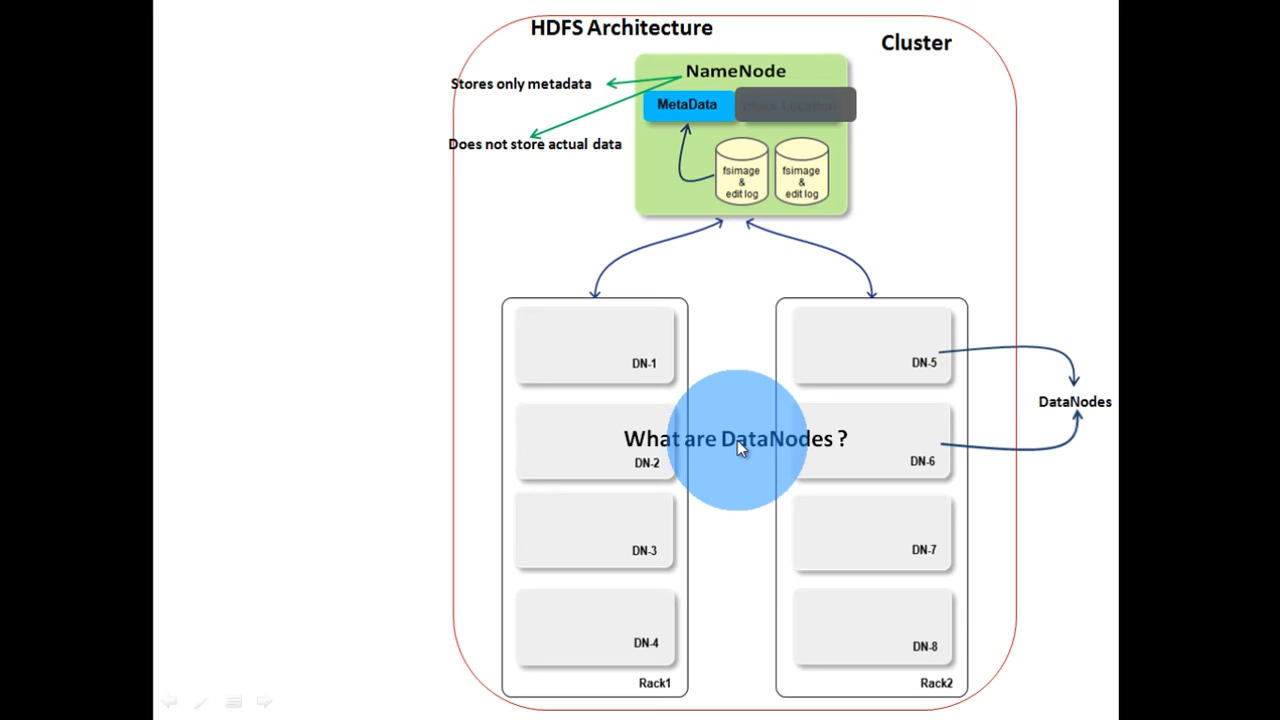 HDFS Architecture
Cluster
NameNode
Stores only metadata
MetaData
Block Location
Does not store actual data
fsimage
&
edit log
fsimage
&
edit log
DN-1
DN-5
DataNodes
What are DataNodes ?
DN-2
DN-6
DN-3
DN-7
DN-4
DN-8
Rack1
Rack2